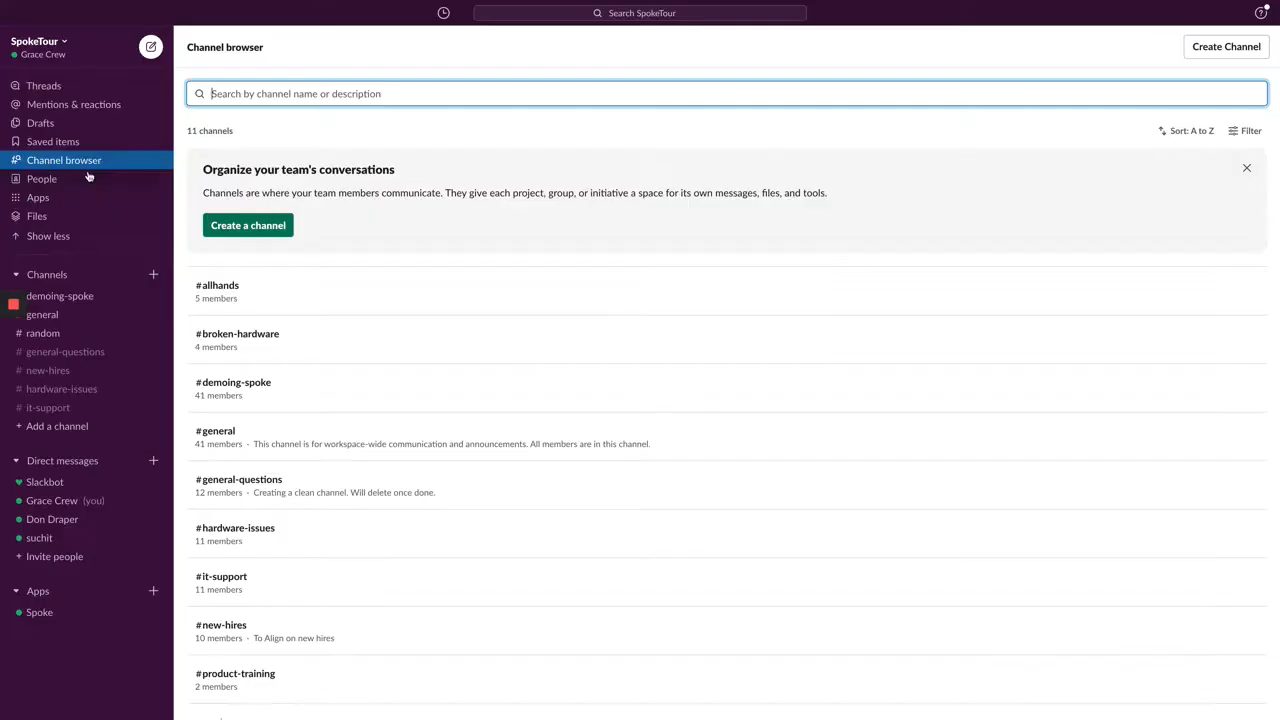 Search SpokeTour
SpokeTour
Grace Crew
Threads
Mentions & reactions
Drafts
Saved items
Channel browser
People
Apps
Files
Show less
Channels
demoing-spoke
general
# random
# general-questions
# new-hires
# hardware-issues
# it-support
+ Add a channel
Direct messages
Slackbot
Grace Crew (you)
Don Draper
suchit
+ Invite people
Apps
Spoke
Channel browser
Create Channel
Search by channel name or description
11 channels
Sort: A to Z
Filter
Organize your team's conversations
Channels are where your team members communicate. They give each project, group, or initiative a space for its own messages, files, and tools.
Create a channel
#allhands
5 members
#broken-hardware
4 members
#demoing-spoke
41 members
#general
41 members · This channel is for workspace-wide communication and announcements. All members are in this channel.
#general-questions
12 members · Creating a clean channel. Will delete once done.
#hardware-issues
11 members
#it-support
11 members
#new-hires
10 members · To Align on new hires
#product-training
2 members